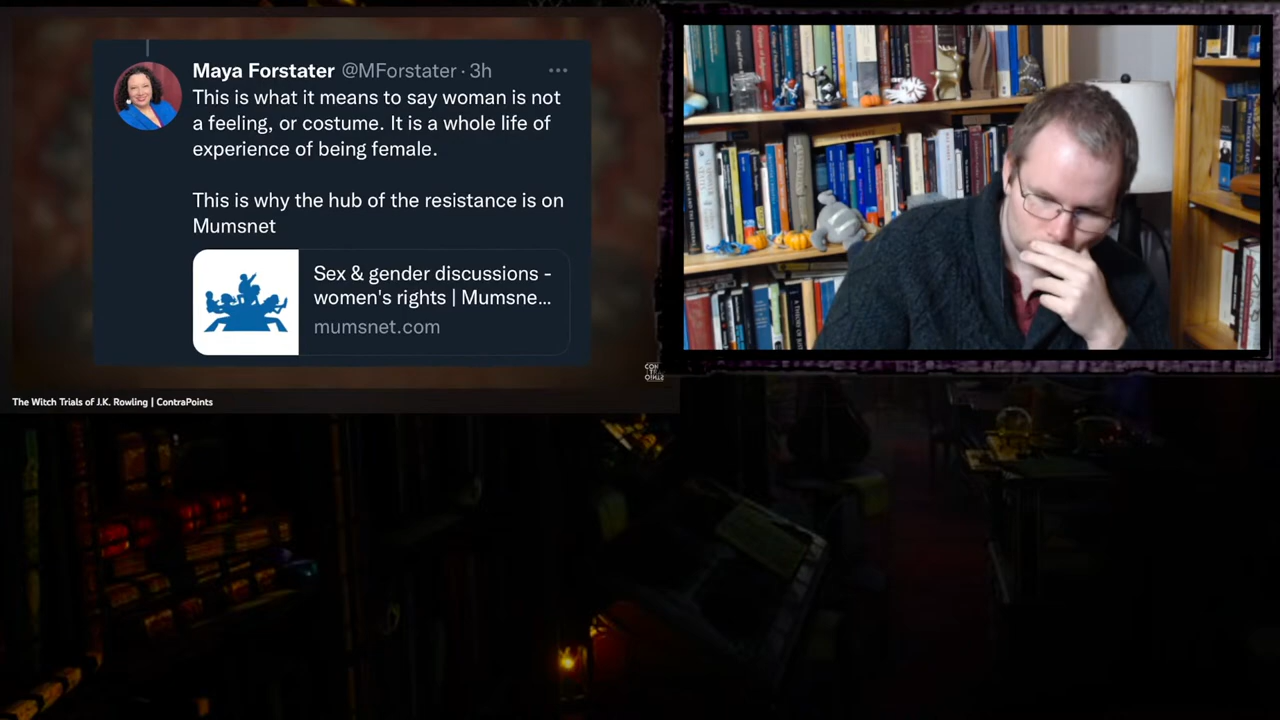 Maya Forstater @MForstater · 3h
This is what it means to say woman is not
a feeling, or costume. It is a whole life of
experience of being female.
This is why the hub of the resistance is on
Mumsnet
Sex & gender discussions -
women's rights | Mumsne...
mumsnet.com
The Witch Trials of J.K. Rowling | ContraPoints